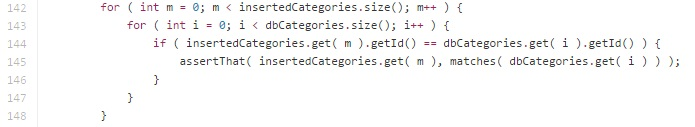 142 for ( int m = 0; m < insertedCategories.size(); m++ ) {
143 for ( int i = 0; i < dbCategories.size(); i++ ) {
144 if ( insertedCategories.get( m ).getId() == dbCategories.get( i ).getId() ) {
145 assertThat( insertedCategories.get( m ), matches( dbCategories.get( i ) ) );
146 }
147 }
148 }